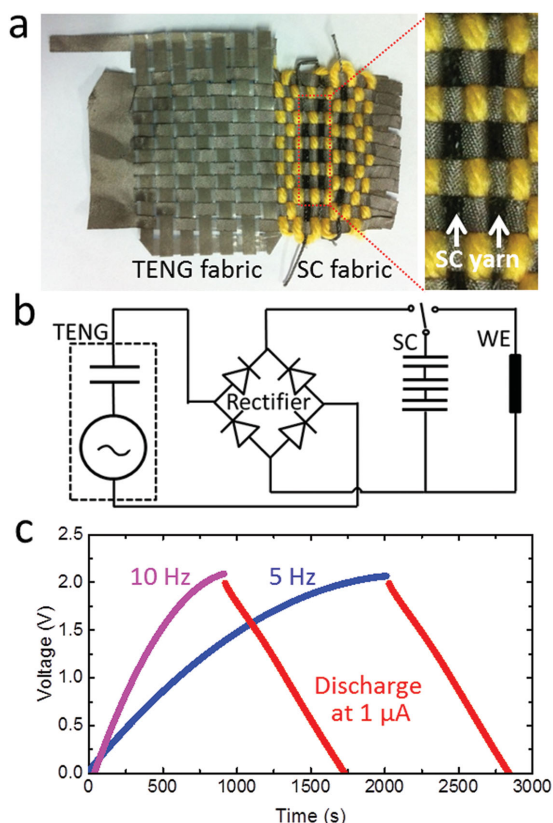 a
TENG fabric
SC fabric
SC yarn
b
TENG
Rectifier
SC
WE
c
2.5
2.0
1.5
1.0
0.5
0.0
Voltage (V)
10 Hz
5 Hz
Discharge
at 1 μA
0 500 1000 1500 2000 2500 3000
Time (s)